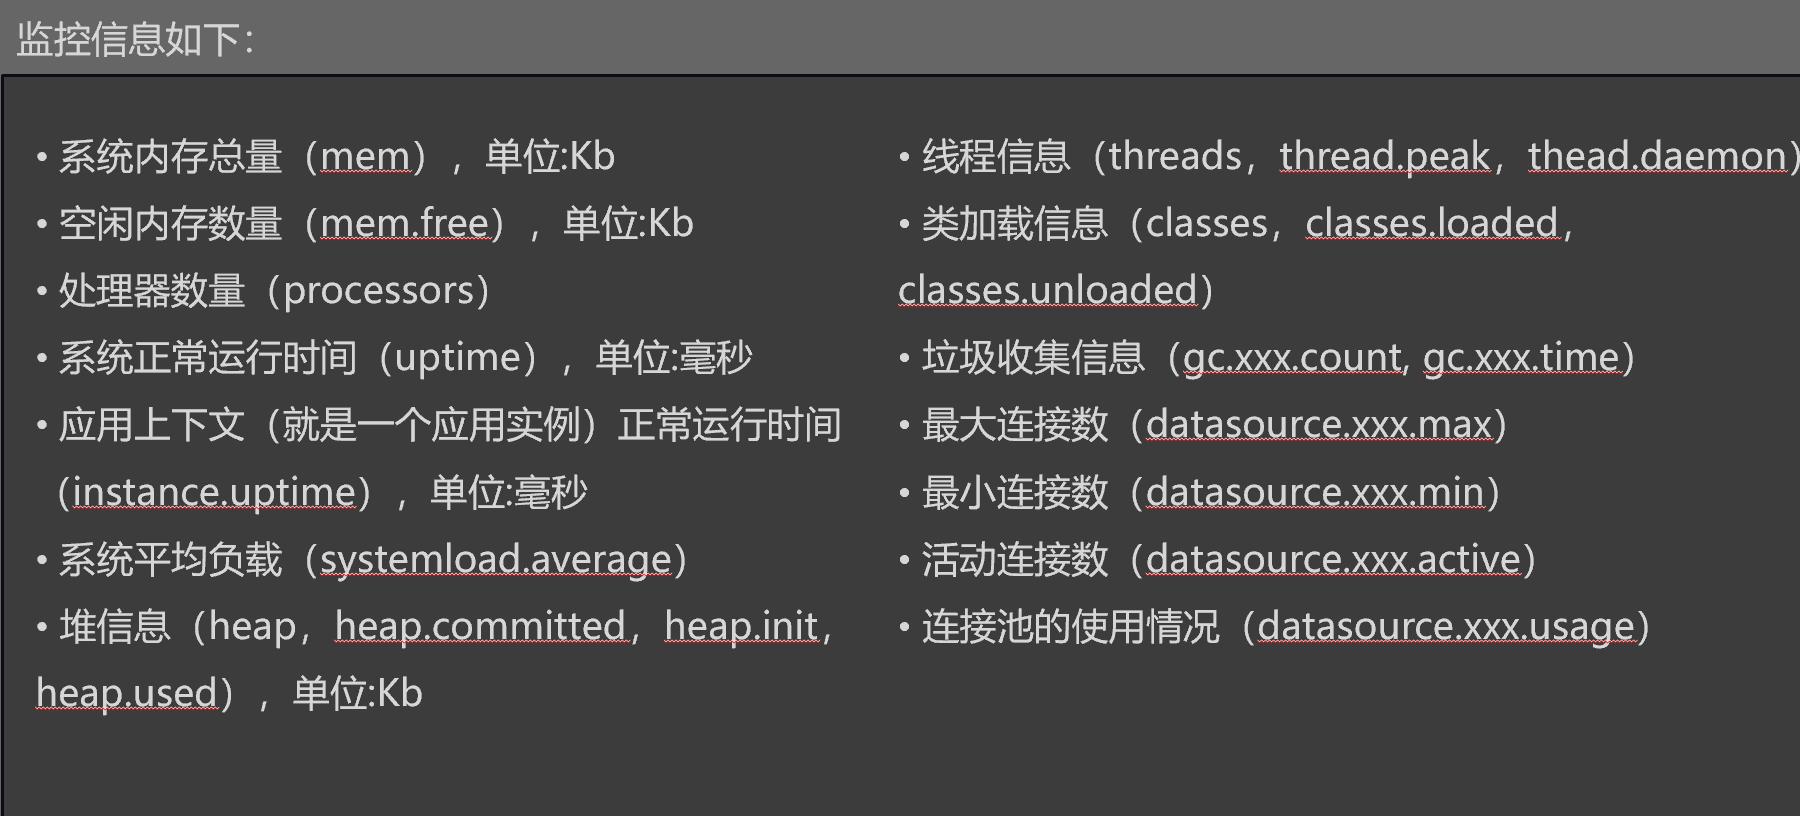 监控信息如下：
• 系统内存总量（mem），单位:Kb
• 空闲内存数量（mem.free），单位:Kb
• 处理器数量（processors）
• 系统正常运行时间（uptime），单位:毫秒
• 应用上下文（就是一个应用实例）正常运行时间
（instance.uptime），单位:毫秒
• 系统平均负载（systemload.average）
• 堆信息（heap，heap.committed，heap.init，
heap.used），单位:Kb
• 线程信息（threads，thread.peak，thead.daemon）
• 类加载信息（classes，classes.loaded，
classes.unloaded）
• 垃圾收集信息（gc.xxx.count, gc.xxx.time）
• 最大连接数（datasource.xxx.max）
• 最小连接数（datasource.xxx.min）
• 活动连接数（datasource.xxx.active）
• 连接池的使用情况（datasource.xxx.usage）